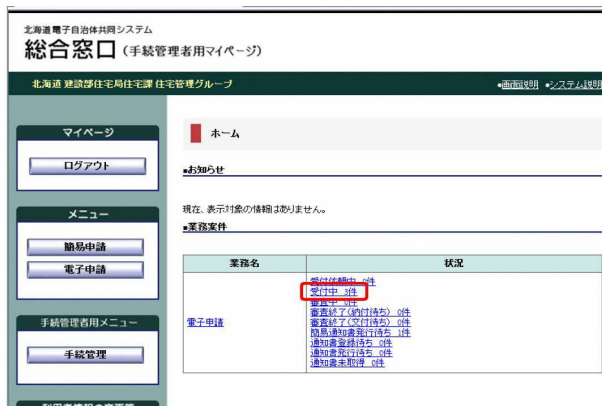 北海道電子自治体共同システム
総合窓口(手続管理者用マイページ)
北海道 建設部住宅局住宅課 住宅管理グループ
•画面説明 •システム説明
マイページ
ログアウト
メニュー
簡易申請
電子申請
手続管理者用メニュー
手続管理
ホーム
■お知らせ
現在、表示対象の情報はありません。
■業務案件
業務名 状況
電子申請
受付依頼中 0件
受付中 3件
審査中 0件
審査終了(納付待ち) 0件
審査終了(交付待ち) 0件
簡易通知書発行待ち 1件
通知書登録待ち 0件
通知書発行待ち 0件
通知書未取得 0件